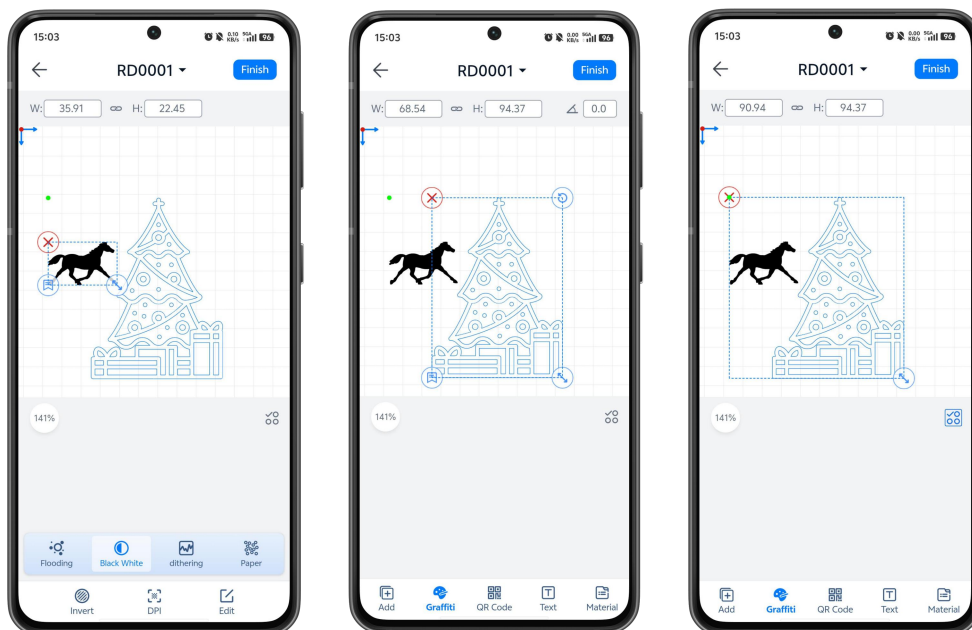 15:03 0.10 KB/s 5GA 96
RD0001
Finish
W: 35.91 H: 22.45
141%
Flooding Black White dithering Paper
Invert DPI Edit
15:03 0.00 KB/s 5GA 96
RD0001
Finish
W: 68.54 H: 94.37 0.0
141%
Add Graffiti QR Code Text Material
15:03 0.00 KB/s 5GA 96
RD0001
Finish
W: 90.94 H: 94.37
141%
Add Graffiti QR Code Text Material